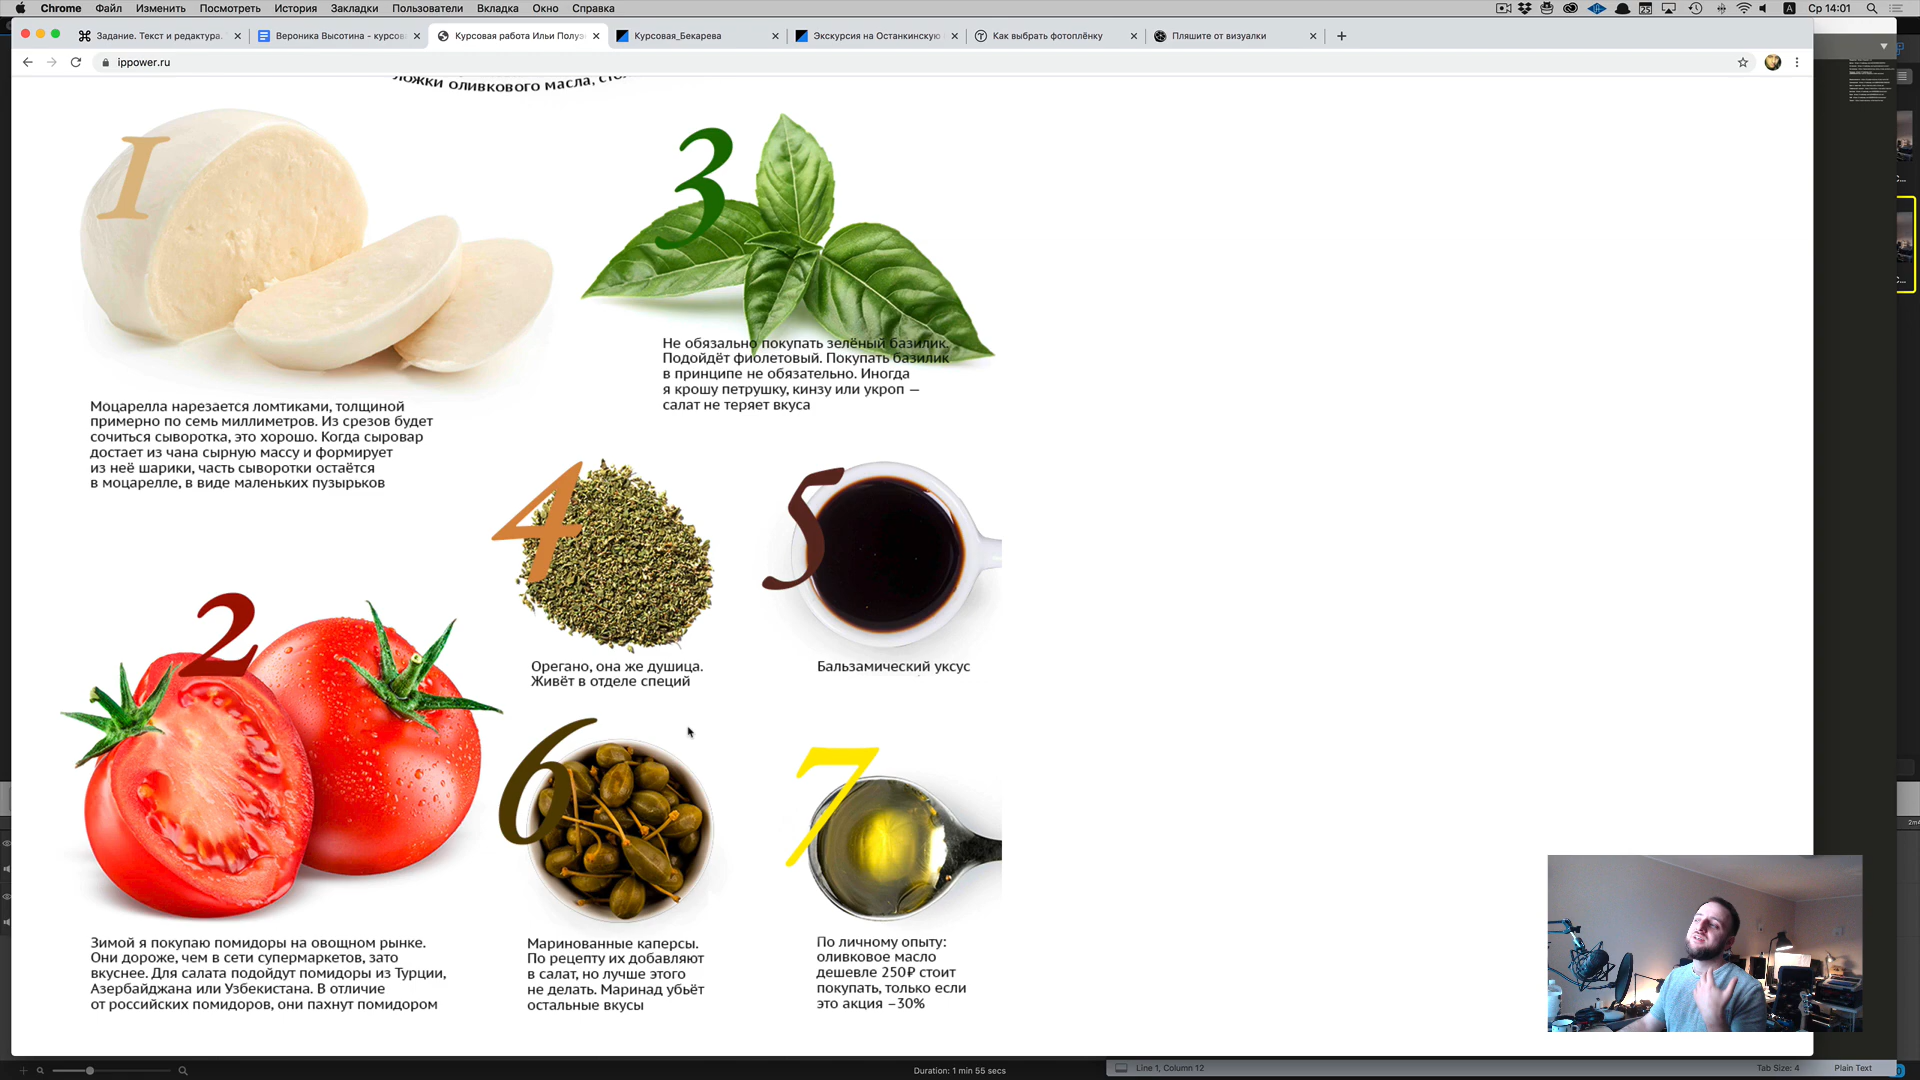 Chrome Файл Изменить Посмотреть История Закладки Пользователи Вкладка Окно Справка
Ср 14:01
Задание. Текст и редактура.
Вероника Высотина - курсов
Курсовая работа Ильи Полуэ
Курсовая_Бекарева
Экскурсия на Останкинскую
Как выбрать фотоплёнку
Пляшите от визуалки
ippower.ru
ложки оливкового масла,
1
Моцарелла нарезается ломтиками, толщиной
примерно по семь миллиметров. Из срезов будет
сочиться сыворотка, это хорошо. Когда сыровар
достает из чана сырную массу и формирует
из неё шарики, часть сыворотки остаётся
в моцарелле, в виде маленьких пузырьков
3
Не обязально покупать зелёный базилик.
Подойдёт фиолетовый. Покупать базилик
в принципе не обязательно. Иногда
я крошу петрушку, кинзу или укроп —
салат не теряет вкуса
4
Орегано, она же душица.
Живёт в отделе специй
5
Бальзамический уксус
2
Зимой я покупаю помидоры на овощном рынке.
Они дороже, чем в сети супермаркетов, зато
вкуснее. Для салата подойдут помидоры из Турции,
Азербайджана или Узбекистана. В отличие
от российских помидоров, они пахнут помидором
6
Маринованные каперсы.
По рецепту их добавляют
в салат, но лучше этого
не делать. Маринад убьёт
остальные вкусы
7
По личному опыту:
оливковое масло
дешевле 250₽ стоит
покупать, только если
это акция −30%
Duration: 1 min 55 secs
Line 1, Column 12
Tab Size: 4
Plain Text